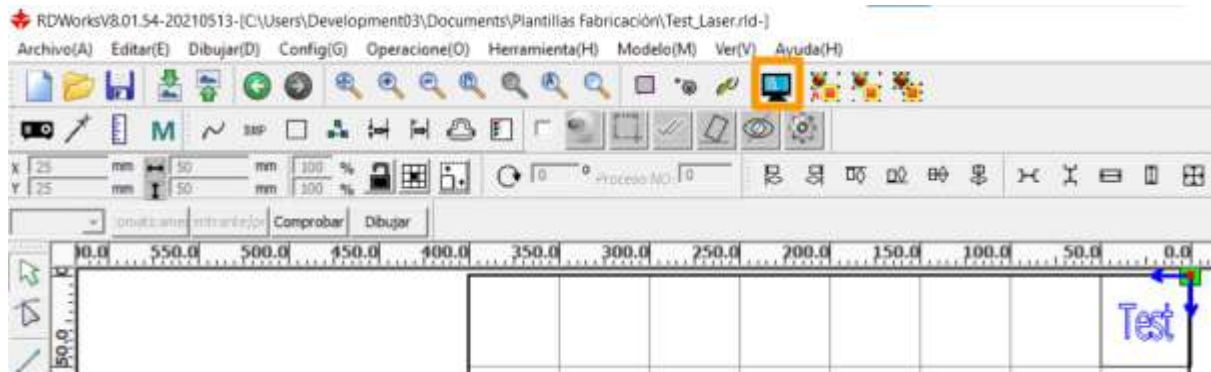 RDWorksV8.01.54-20210513-[C:\Users\Development03\Documents\Plantillas Fabricación\Test_Laser.rld-]
Archivo(A) Editar(E) Dibujar(D) Config(G) Operacione(O) Herramienta(H) Modelo(M) Ver(V) Ayuda(H)
M
X 25 mm 50 mm 100 %
Y 25 mm 50 mm 100 %
0 ° Proceso NO: 0
Comprobar Dibujar
00.0 550.0 500.0 450.0 400.0 350.0 300.0 250.0 200.0 150.0 100.0 50.0 0.0
Test
50.0